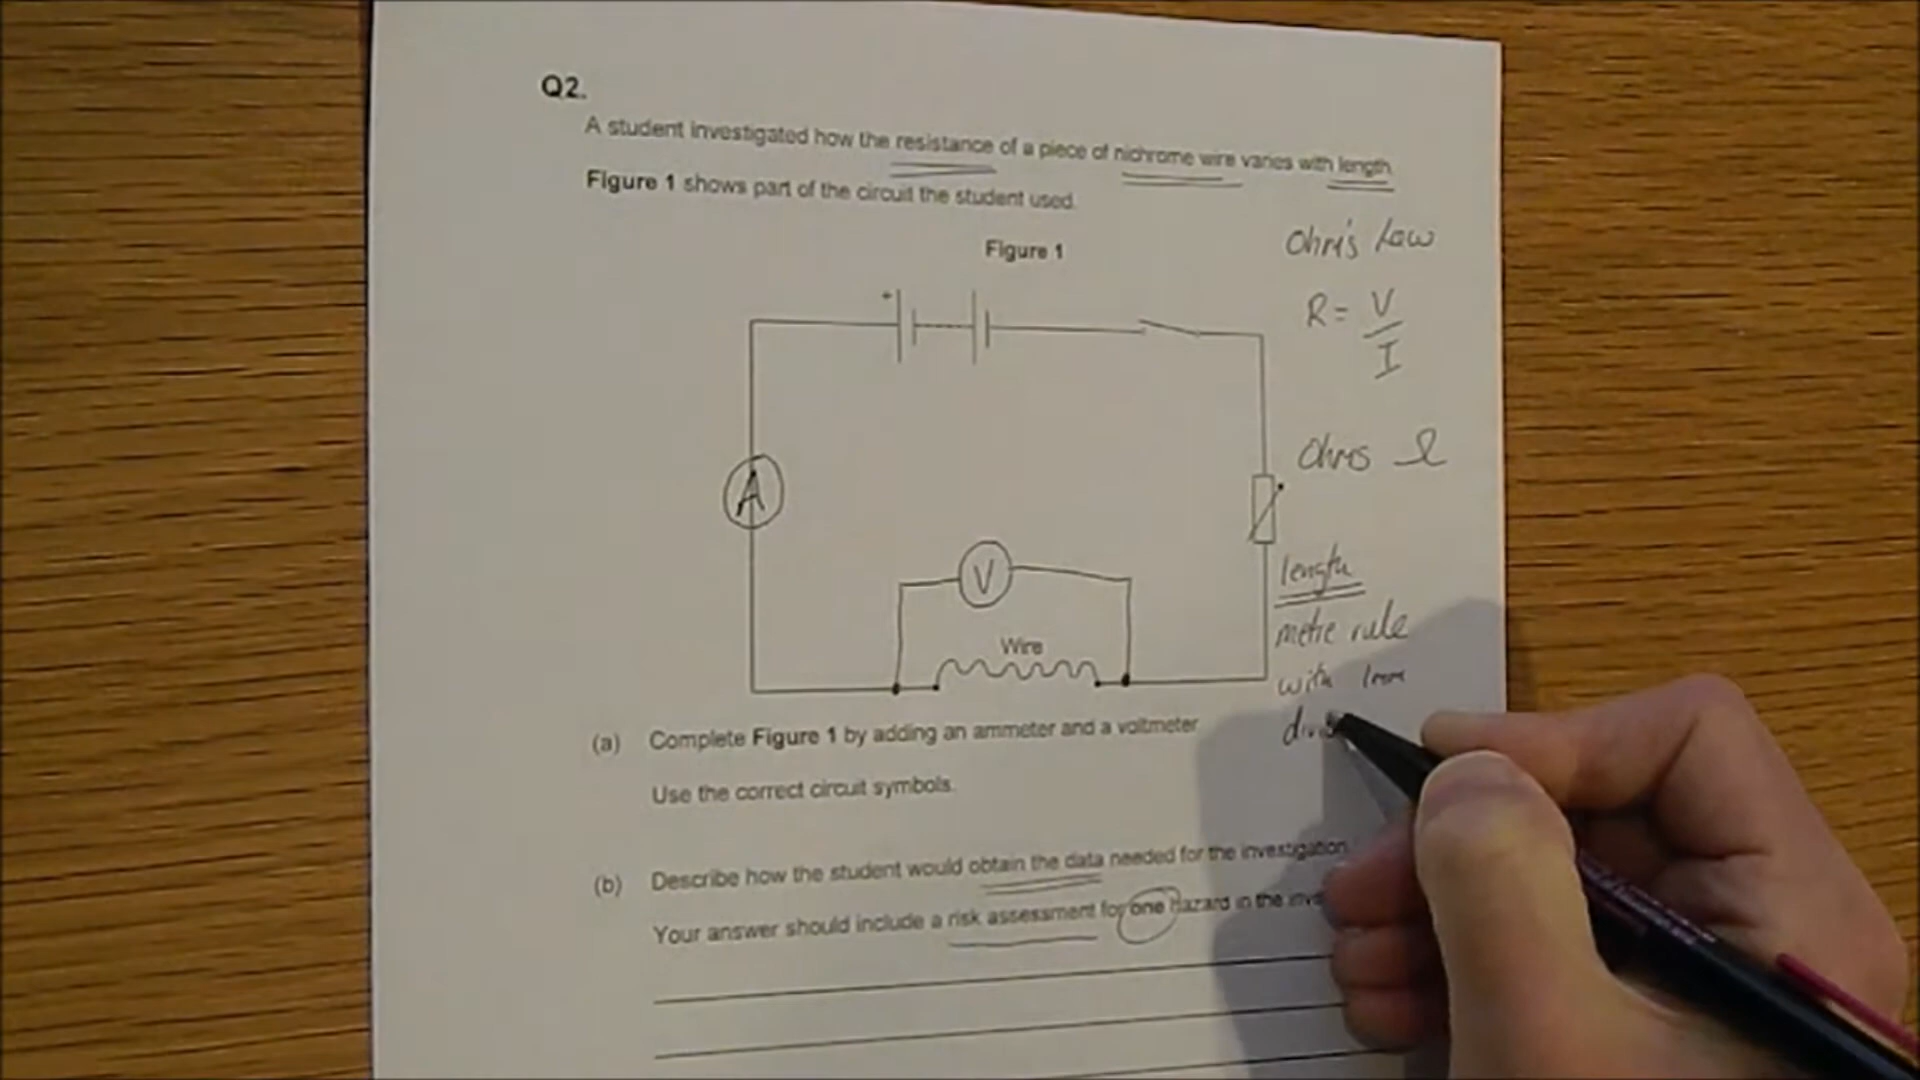 Q2.
A student investigated how the resistance of a piece of nichrome wire varies with length
Figure 1 shows part of the circuit the student used.
Figure 1
Ohm's Law
R = V
I
+
A
Ohms Ω
V
length
Wire
metre rule
with 1mm
(a) Complete Figure 1 by adding an ammeter and a voltmeter
Use the correct circuit symbols.
(b) Describe how the student would obtain the data needed for the investigation
Your answer should include a risk assessment for one hazard in the